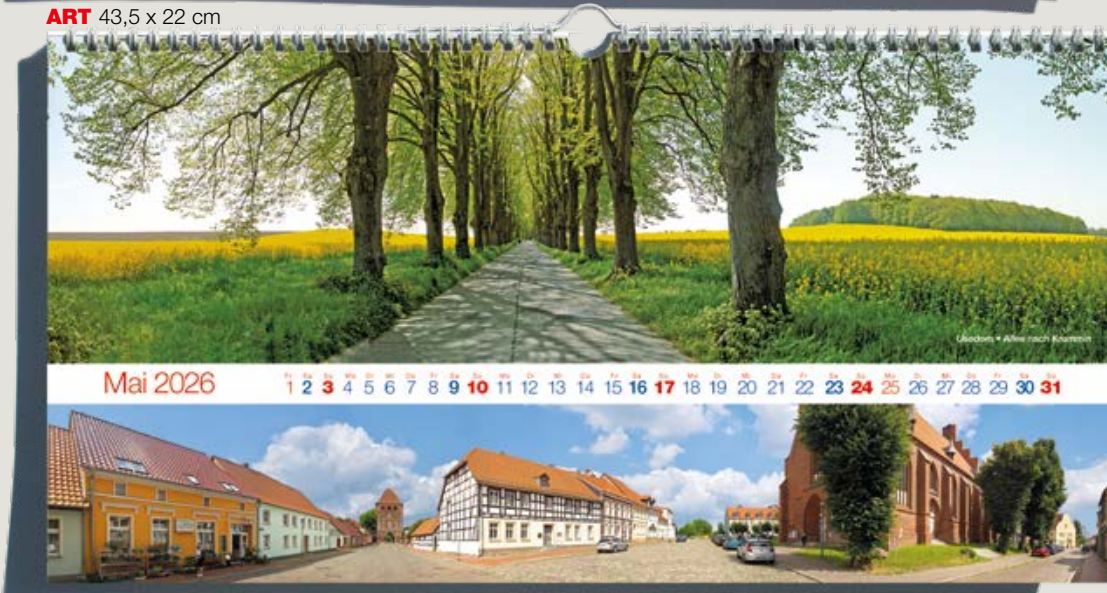 ART 43,5 x 22 cm
Usedom • Allee nach Krummin
Mai 2026 1 2 3 4 5 6 7 8 9 10 11 12 13 14 15 16 17 18 19 20 21 22 23 24 25 26 27 28 29 30 31